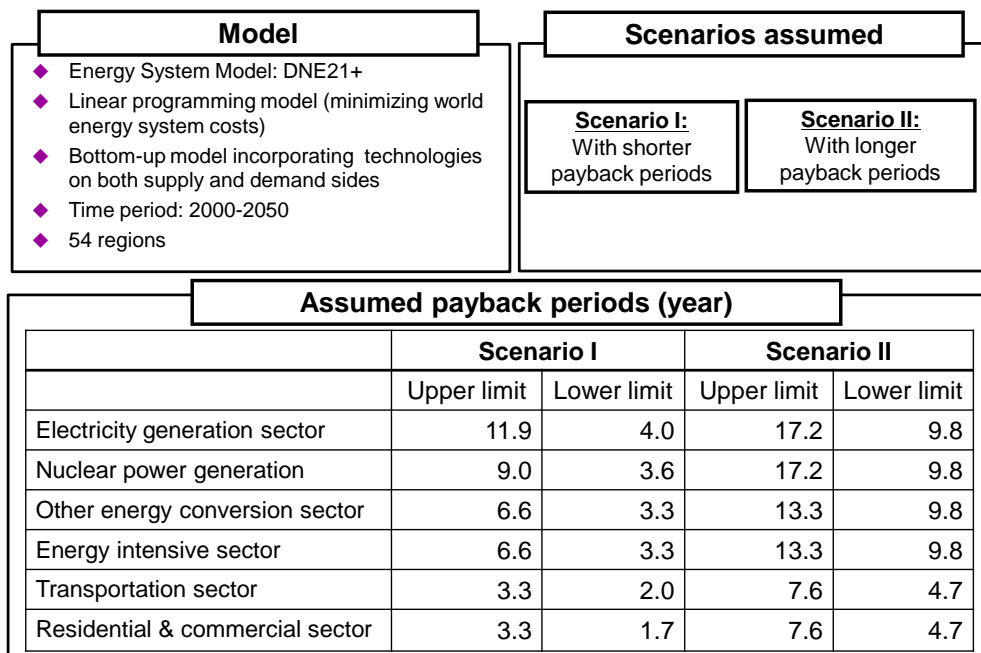 Model
◆ Energy System Model: DNE21+
◆ Linear programming model (minimizing world
energy system costs)
◆ Bottom-up model incorporating technologies
on both supply and demand sides
◆ Time period: 2000-2050
◆ 54 regions
Scenarios assumed
Scenario I:
With shorter
payback periods
Scenario II:
With longer
payback periods
Assumed payback periods (year)
Scenario I Scenario II
Upper limit Lower limit Upper limit Lower limit
Electricity generation sector 11.9 4.0 17.2 9.8
Nuclear power generation 9.0 3.6 17.2 9.8
Other energy conversion sector 6.6 3.3 13.3 9.8
Energy intensive sector 6.6 3.3 13.3 9.8
Transportation sector 3.3 2.0 7.6 4.7
Residential & commercial sector 3.3 1.7 7.6 4.7